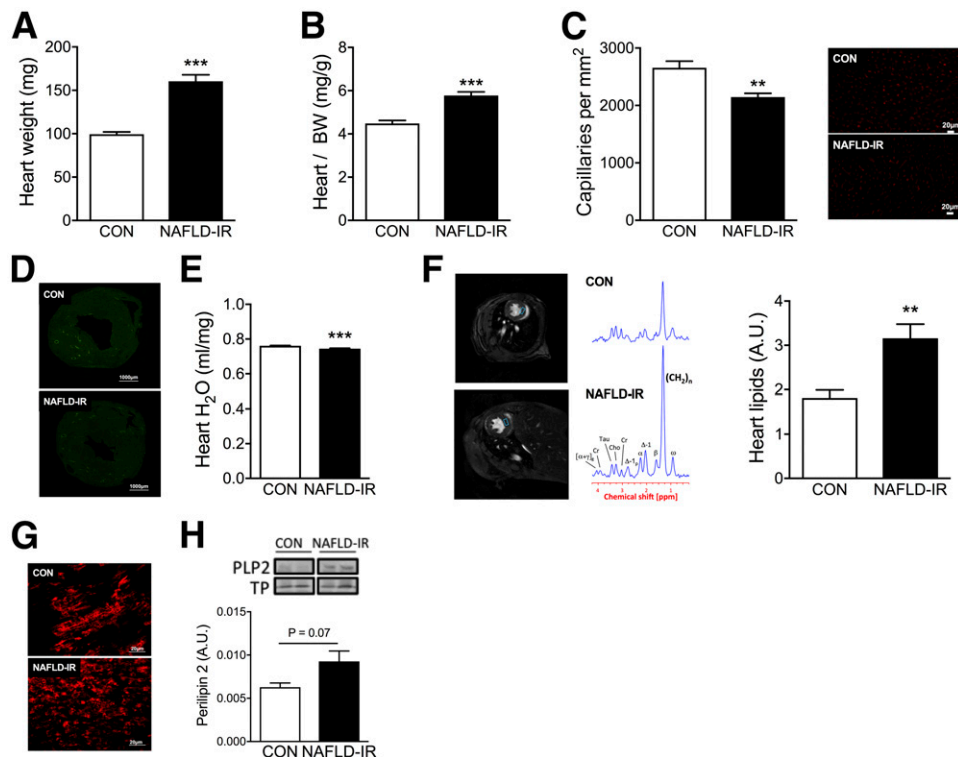 A
Heart weight (mg)
200
150
100
50
0
***
CON
NAFLD-IR
B
Heart / BW (mg/g)
8
6
4
2
0
***
CON
NAFLD-IR
C
Capillaries per mm²
3000
2000
1000
0
**
CON
NAFLD-IR
CON
20μm
NAFLD-IR
20μm
D
CON
1000μm
NAFLD-IR
1000μm
E
Heart H₂O (ml/mg)
1.0
0.8
0.6
0.4
0.2
0.0
***
CON
NAFLD-IR
F
CON
NAFLD-IR
(CH₂)ₙ
Tau
Cr
Cho
Cr
Δ-1
α
β
ω
4 3 2 1
Chemical shift [ppm]
Heart lipids (A.U.)
4
3
2
1
0
**
CON
NAFLD-IR
G
CON
20μm
NAFLD-IR
20μm
H
CON NAFLD-IR
PLP2
TP
Perilipin 2 (A.U.)
0.015
0.010
0.005
0.000
P = 0.07
CON
NAFLD-IR